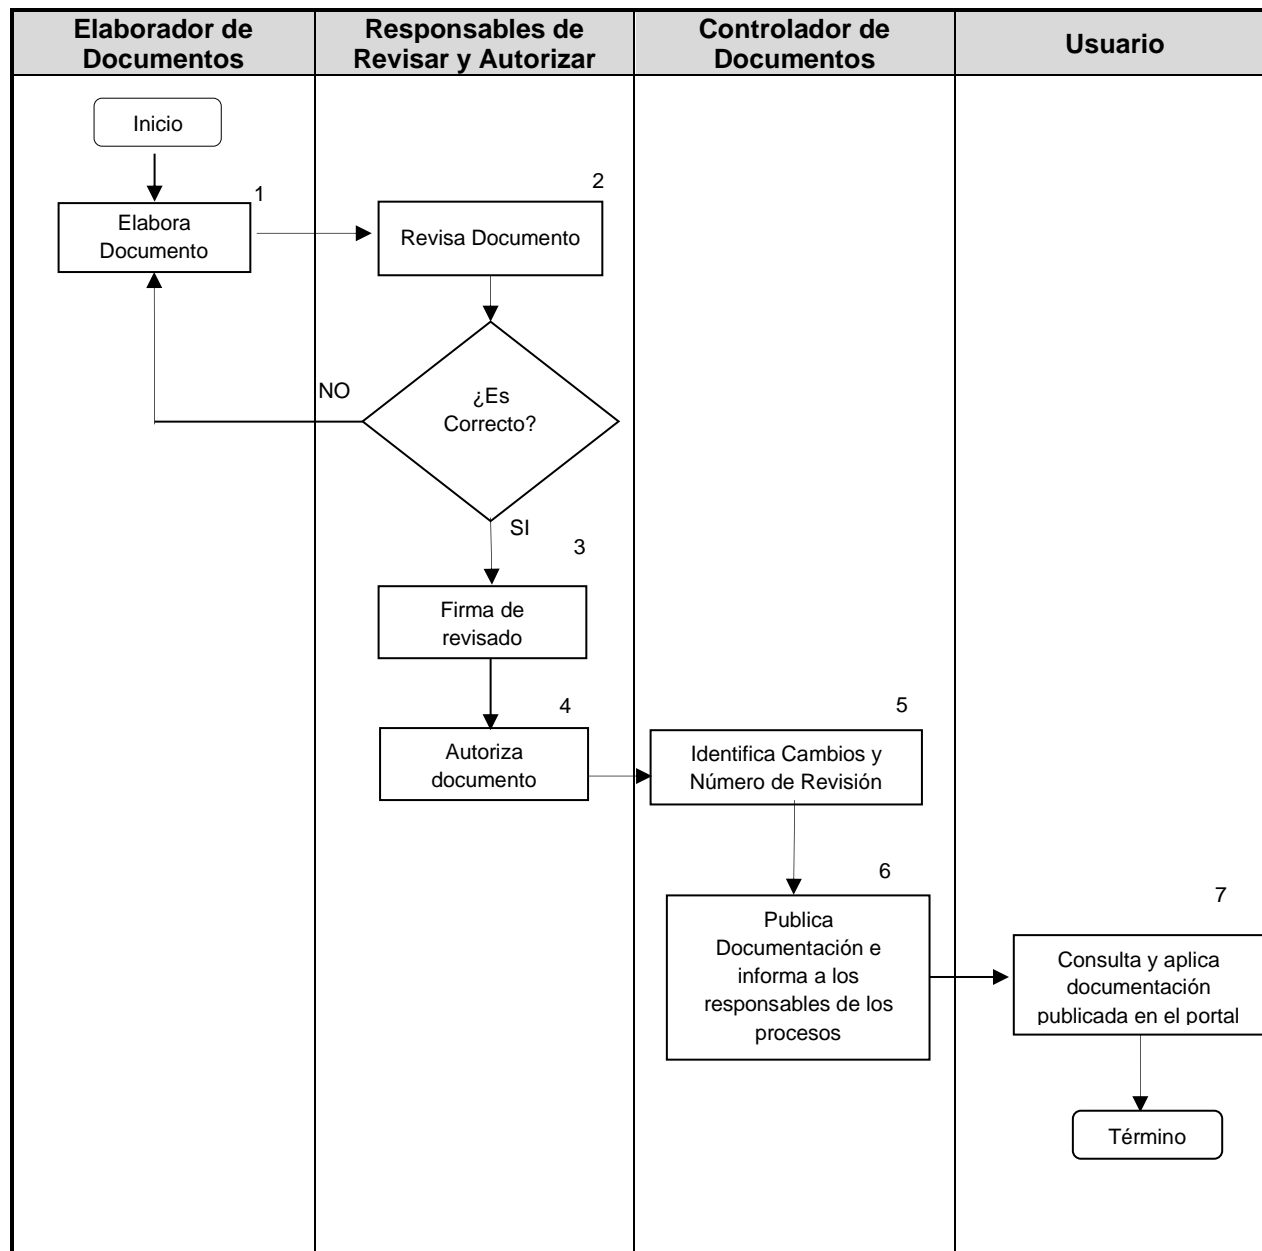 Elaborador de
Documentos
Responsables de
Revisar y Autorizar
Controlador de
Documentos
Usuario
Inicio
1
Elabora
Documento
2
Revisa Documento
¿Es
Correcto?
NO
SI
3
Firma de
revisado
4
Autoriza
documento
5
Identifica Cambios y
Número de Revisión
6
Publica
Documentación e
informa a los
responsables de los
procesos
7
Consulta y aplica
documentación
publicada en el portal
Término